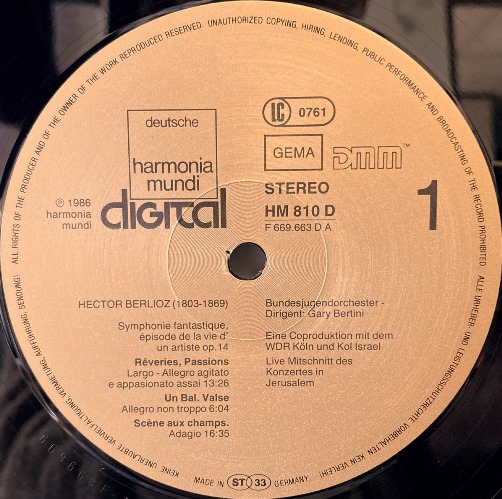 ALL RIGHTS OF THE PRODUCER AND OF THE OWNER OF THE WORK REPRODUCED RESERVED. UNAUTHORIZED COPYING, HIRING, LENDING, PUBLIC PERFORMANCE AND BROADCASTING OF THE RECORD PROHIBITED.
ALLE URHEBER- UND LEISTUNGSSCHUTZRECHTE VORBEHALTEN KEIN VERLEIH! KEINE UNERLAUBTE VERVIELFÄLTIGUNG, VERMIETUNG, AUFFÜHRUNG, SENDUNG!
deutsche
harmonia
mundi
digital
℗ 1986
harmonia
mundi
LC 0761
GEMA DMM™
STEREO
HM 810 D
F 669.663 D A
1
HECTOR BERLIOZ (1803-1869)
Symphonie fantastique,
épisode de la vie d'
un artiste op.14
Rêveries, Passions
Largo - Allegro agitato
e appasionato assai 13:26
Un Bal. Valse
Allegro non troppo 6:04
Scène aux champs.
Adagio 16:35
Bundesjugendorchester -
Dirigent: Gary Bertini
Eine Coproduktion mit dem
WDR Köln und Kol Israel
Live Mitschnitt des
Konzertes in
Jerusalem
MADE IN ST 33 GERMANY